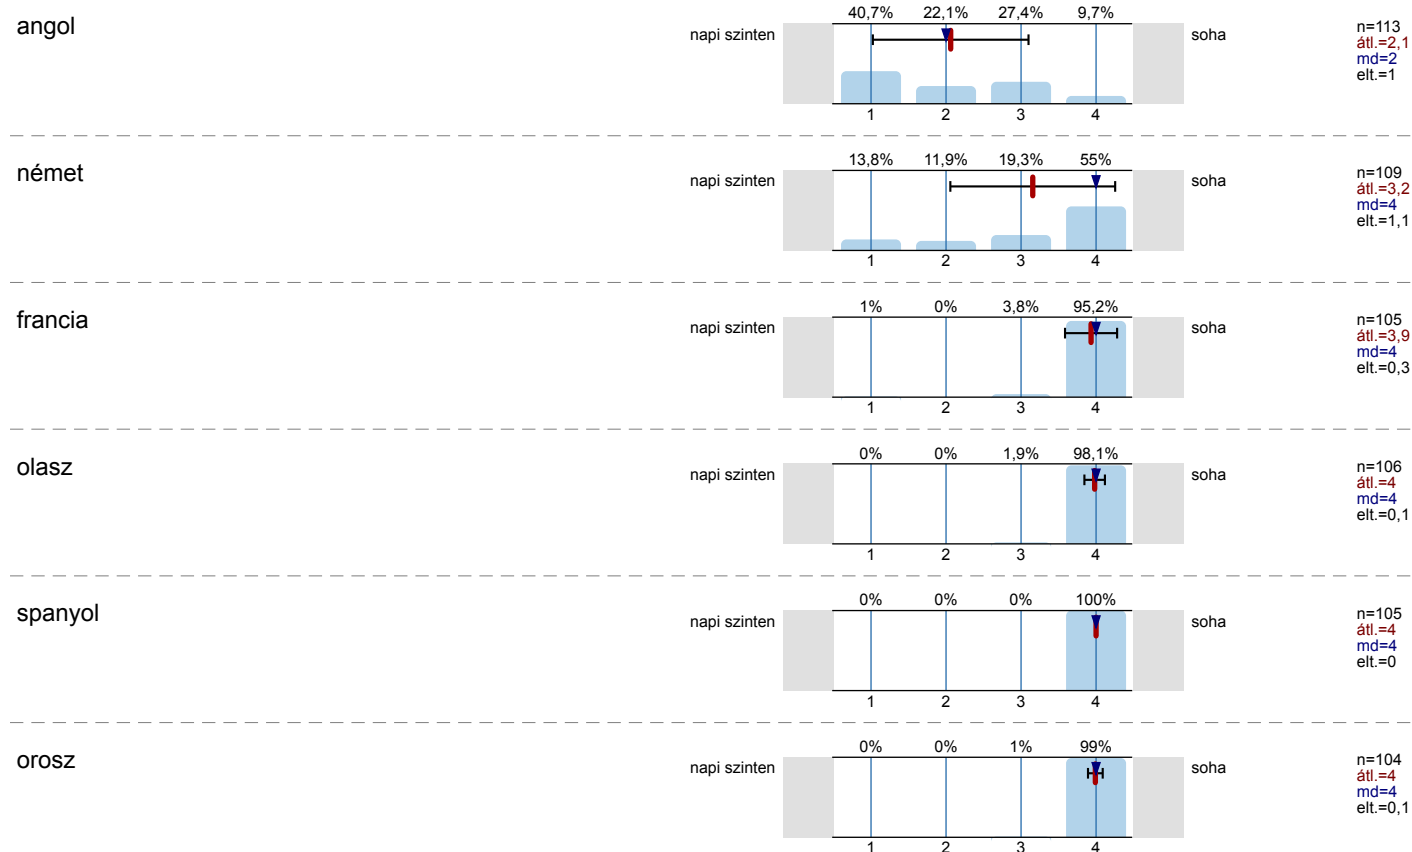 angol
40,7% 22,1% 27,4% 9,7%
napi szinten
soha
1 2 3 4
n=113
átl.=2,1
md=2
elt.=1
német
13,8% 11,9% 19,3% 55%
napi szinten
soha
1 2 3 4
n=109
átl.=3,2
md=4
elt.=1,1
francia
1% 0% 3,8% 95,2%
napi szinten
soha
1 2 3 4
n=105
átl.=3,9
md=4
elt.=0,3
olasz
0% 0% 1,9% 98,1%
napi szinten
soha
1 2 3 4
n=106
átl.=4
md=4
elt.=0,1
spanyol
0% 0% 0% 100%
napi szinten
soha
1 2 3 4
n=105
átl.=4
md=4
elt.=0
orosz
0% 0% 1% 99%
napi szinten
soha
1 2 3 4
n=104
átl.=4
md=4
elt.=0,1